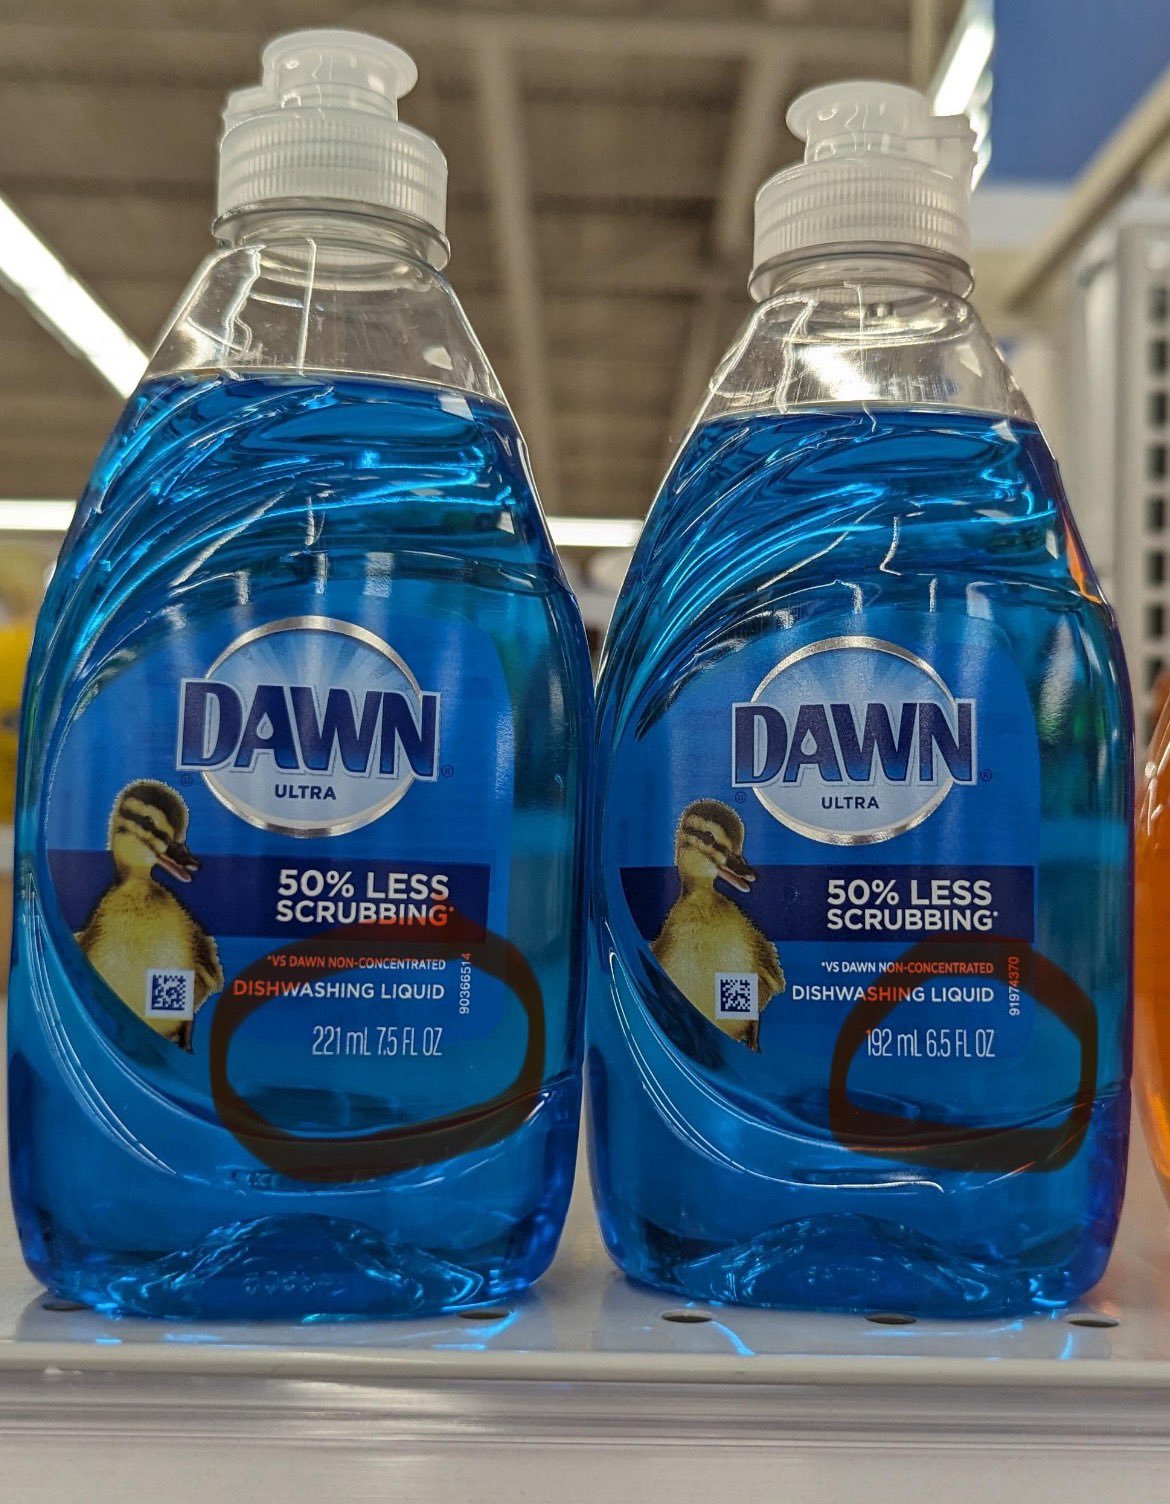 DAWN®
ULTRA
50% LESS
SCRUBBING*
*VS DAWN NON-CONCENTRATED
DISHWASHING LIQUID
90366514
221 mL 7.5 FL OZ
DAWN®
ULTRA
50% LESS
SCRUBBING*
*VS DAWN NON-CONCENTRATED
DISHWASHING LIQUID
91974370
192 mL 6.5 FL OZ